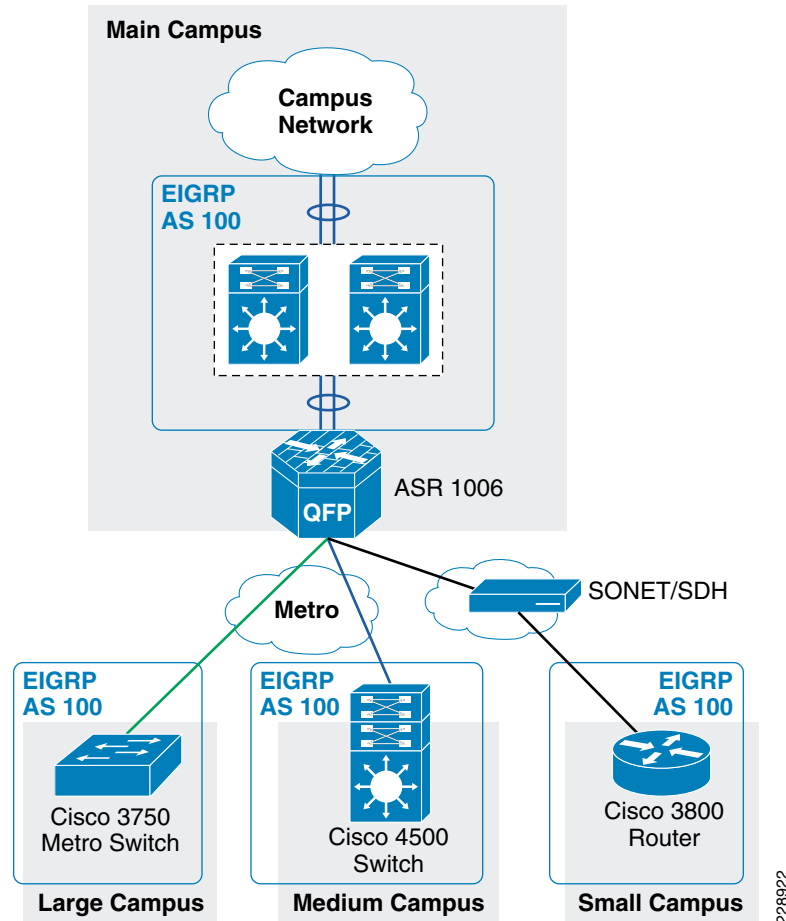 Main Campus
Campus
Network
EIGRP
AS 100
ASR 1006
QFP
Metro
SONET/SDH
EIGRP
AS 100
EIGRP
AS 100
EIGRP
AS 100
Cisco 3750
Metro Switch
Cisco 4500
Switch
Cisco 3800
Router
Large Campus
Medium Campus
Small Campus
228922